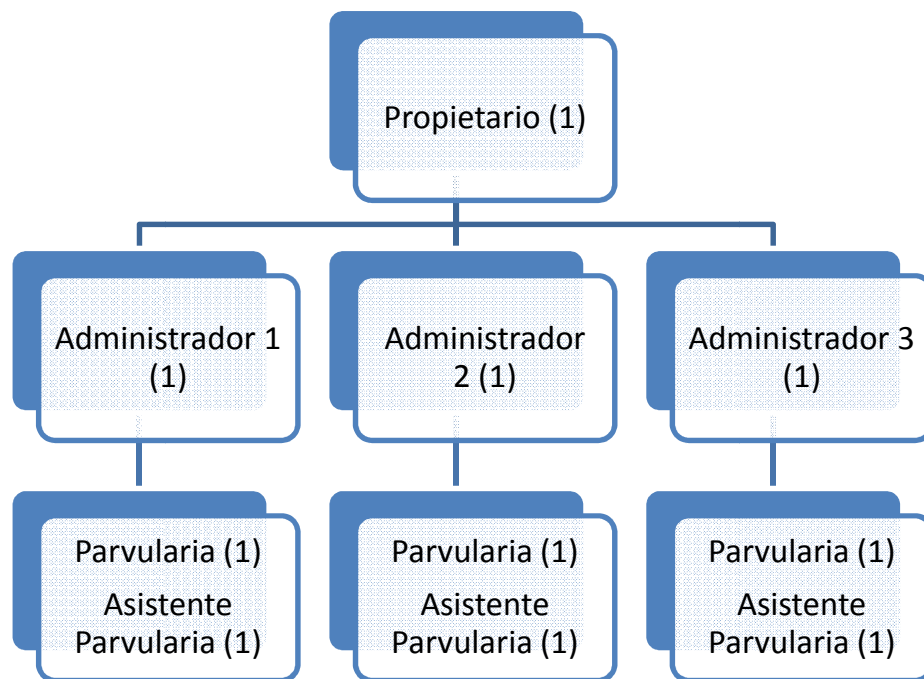 Propietario (1)
Administrador 1
(1)
Administrador
2 (1)
Administrador 3
(1)
Parvularia (1)
Asistente
Parvularia (1)
Parvularia (1)
Asistente
Parvularia (1)
Parvularia (1)
Asistente
Parvularia (1)